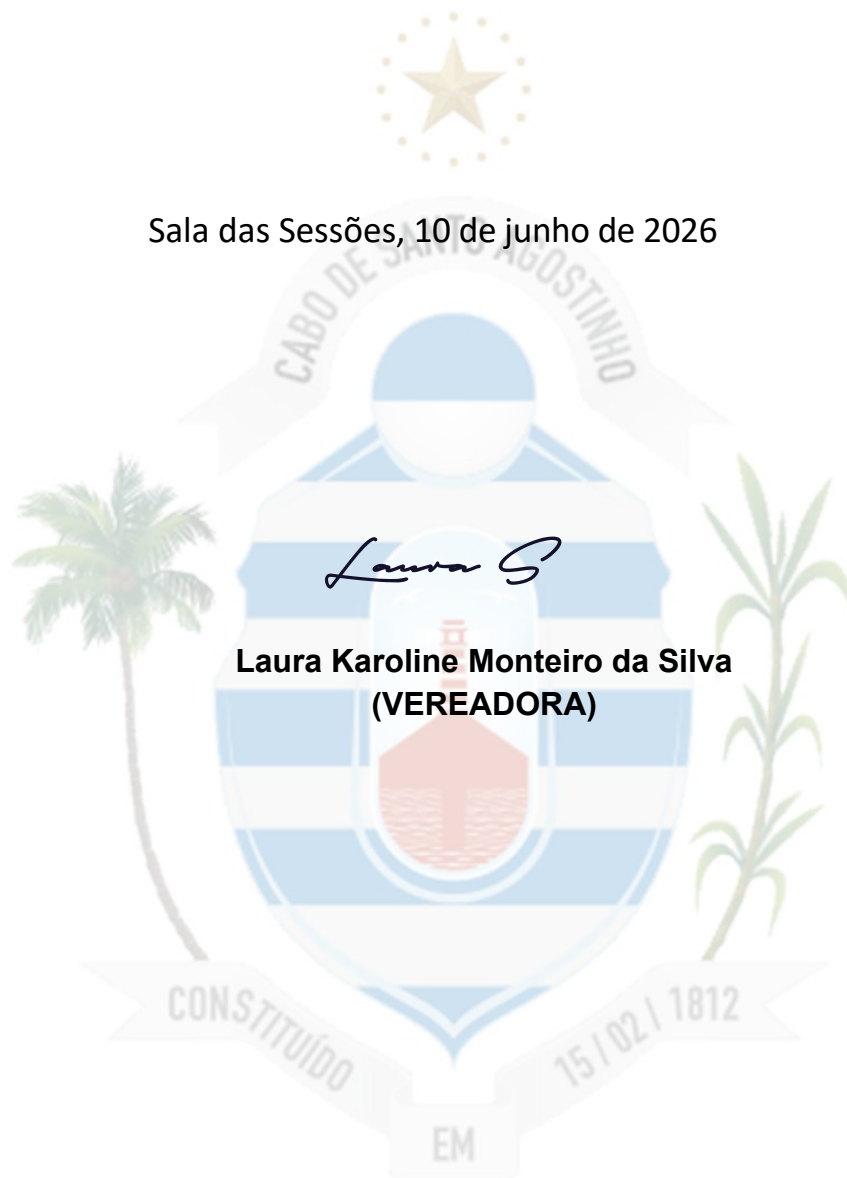 Sala das Sessões, 10 de junho de 2026
CABO DE SANTO AGOSTINHO
Laura S
Laura Karoline Monteiro da Silva
(VEREADORA)
CONSTITUÍDO
EM
15 / 02 / 1812